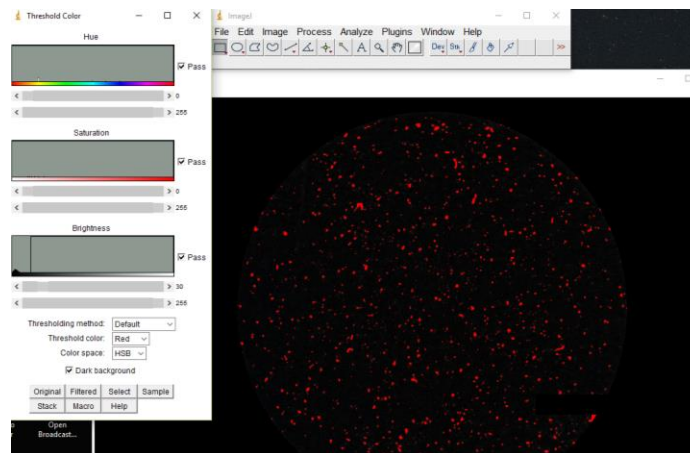 Threshold Color
Hue
Pass
0
255
Saturation
Pass
0
255
Brightness
Pass
30
255
Thresholding method: Default
Threshold color: Red
Color space: HSB
Dark background
Original Filtered Select Sample
Stack Macro Help
ImageJ
File Edit Image Process Analyze Plugins Window Help
A Dev Stk
Open
Broadcast...